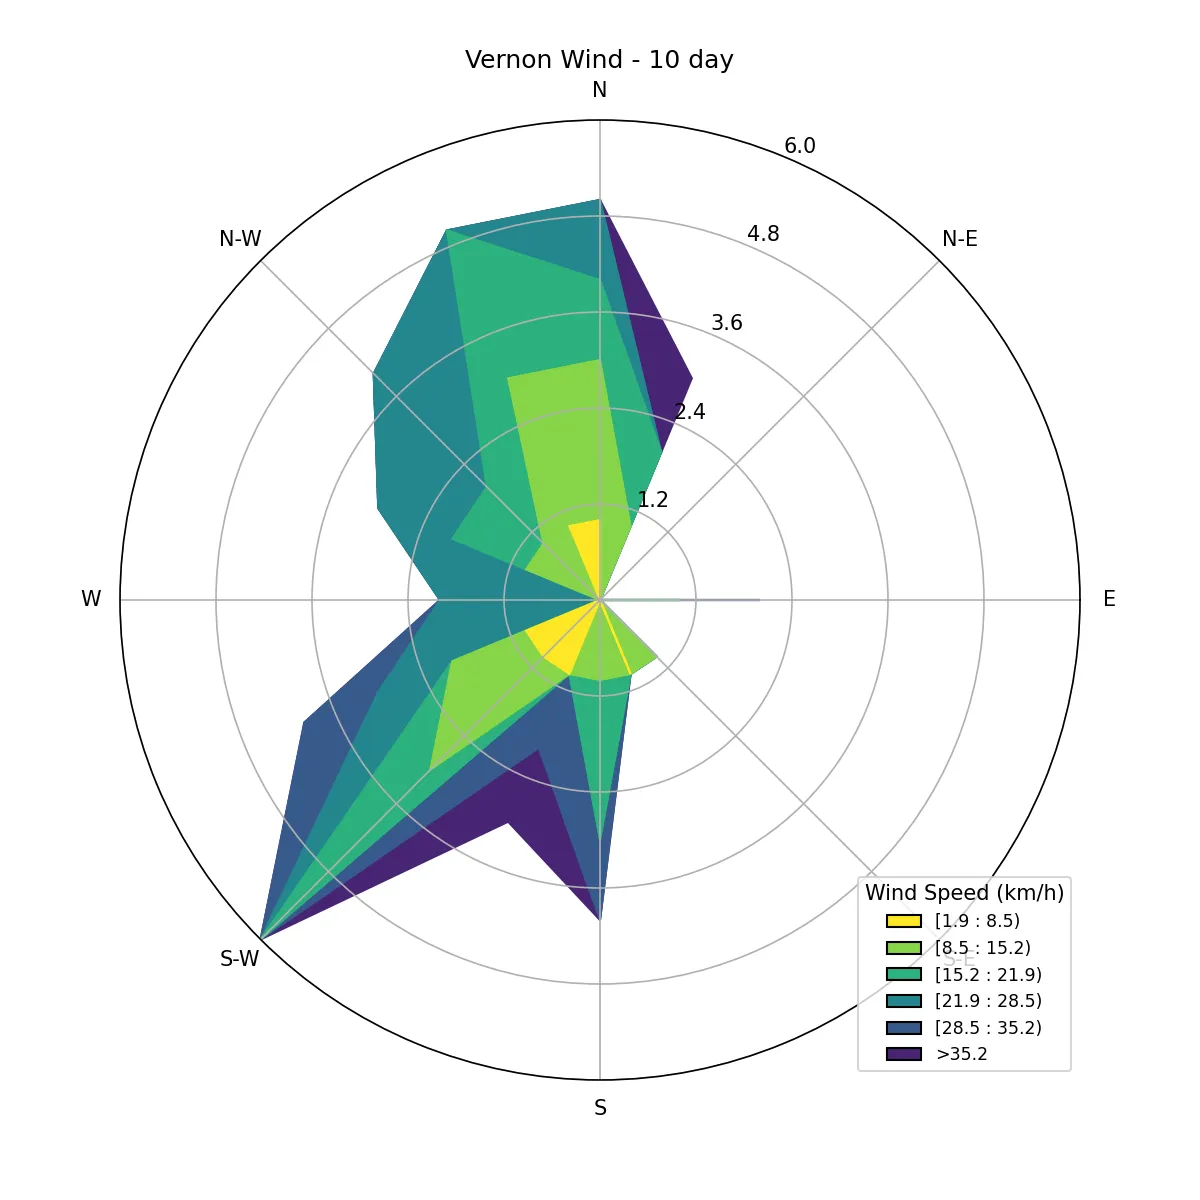 Vernon Wind - 10 day
N
6.0
N-W
4.8
N-E
3.6
2.4
1.2
W
E
S-W
S-E
S
Wind Speed (km/h)
[1.9 : 8.5)
[8.5 : 15.2)
[15.2 : 21.9)
[21.9 : 28.5)
[28.5 : 35.2)
>35.2